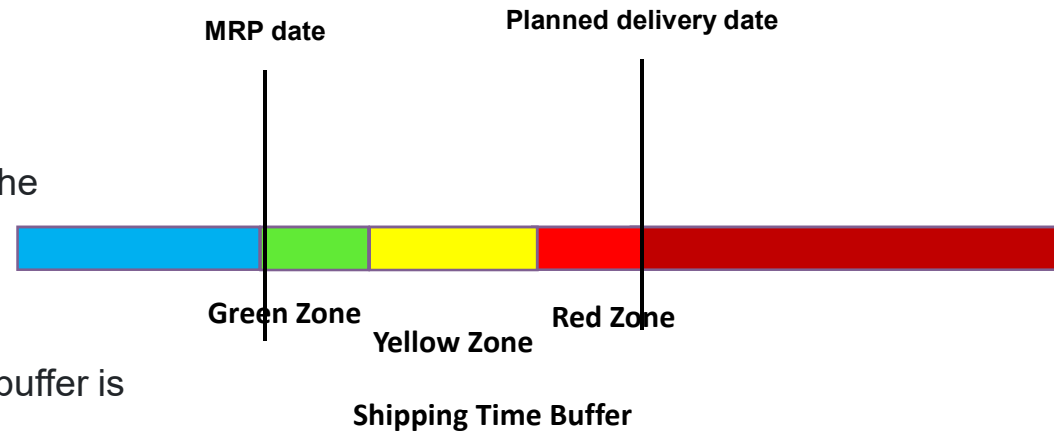 MRP date
Planned delivery date
he
Green Zone
Red Zone
Yellow Zone
buffer is
Shipping Time Buffer